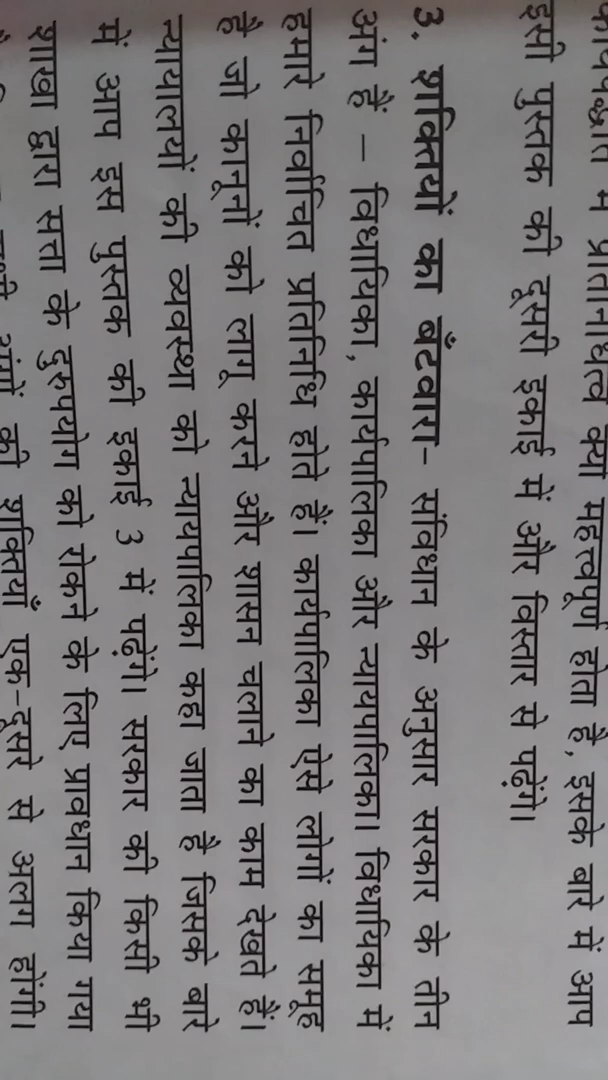 में प्रतिनिधित्व क्या महत्त्वपूर्ण होता है, इसके बारे में आप
इसी पुस्तक की दूसरी इकाई में और विस्तार से पढ़ेंगे।
3. शक्तियों का बँटवारा– संविधान के अनुसार सरकार के तीन
अंग हैं – विधायिका, कार्यपालिका और न्यायपालिका। विधायिका में
हमारे निर्वाचित प्रतिनिधि होते हैं। कार्यपालिका ऐसे लोगों का समूह
है जो कानूनों को लागू करने और शासन चलाने का काम देखते हैं।
न्यायालयों की व्यवस्था को न्यायपालिका कहा जाता है जिसके बारे
में आप इस पुस्तक की इकाई 3 में पढ़ेंगे। सरकार की किसी भी
शाखा द्वारा सत्ता के दुरुपयोग को रोकने के लिए प्रावधान किया गया
की शक्तियाँ एक-दूसरे से अलग होंगी।